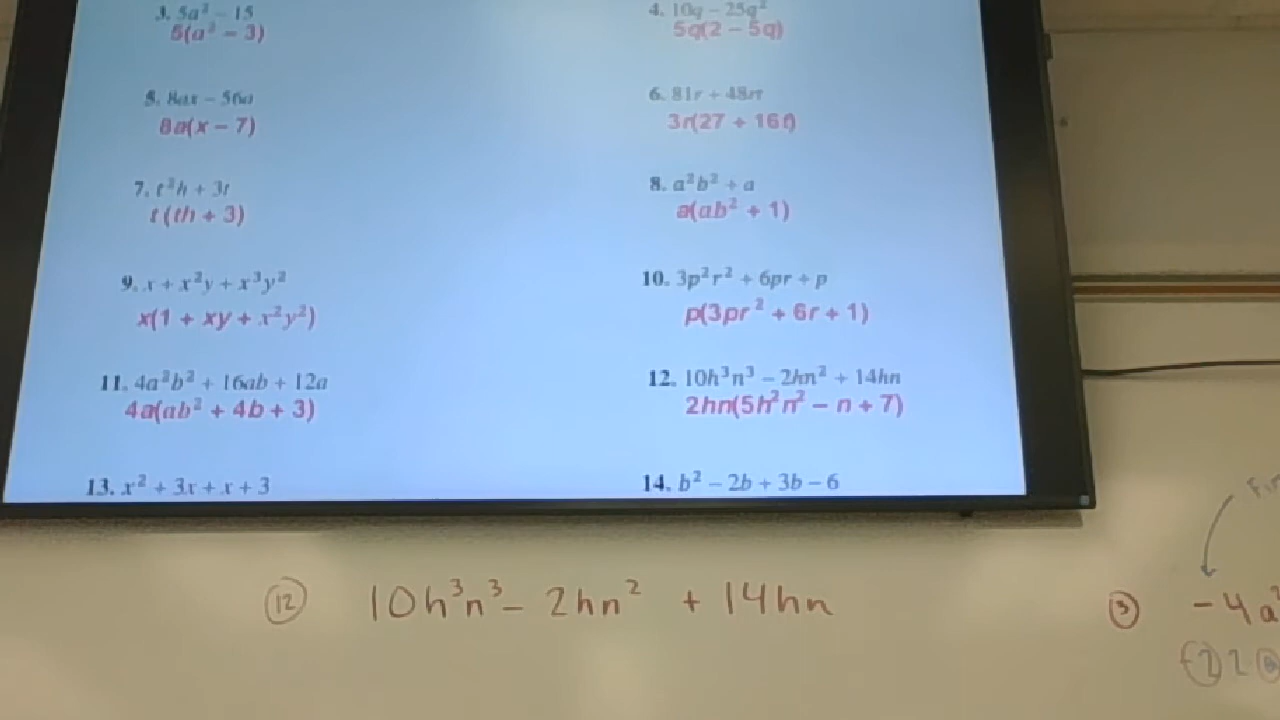 3. 5a² – 15
5(a² – 3)
4. 10q – 25q²
5q(2 – 5q)
5. 8ax – 56a
8a(x – 7)
6. 81r + 48rt
3r(27 + 16t)
7. t²h + 3t
t(th + 3)
8. a²b² + a
a(ab² + 1)
9. x + x²y + x³y²
x(1 + xy + x²y²)
10. 3p²r² + 6pr + p
p(3pr² + 6r + 1)
11. 4a²b² + 16ab + 12a
4a(ab² + 4b + 3)
12. 10h³n³ – 2hn² + 14hn
2hn(5h²n² – n + 7)
13. x² + 3x + x + 3
14. b² – 2b + 3b – 6
12 10h³n³ – 2hn² + 14hn
3 -4a